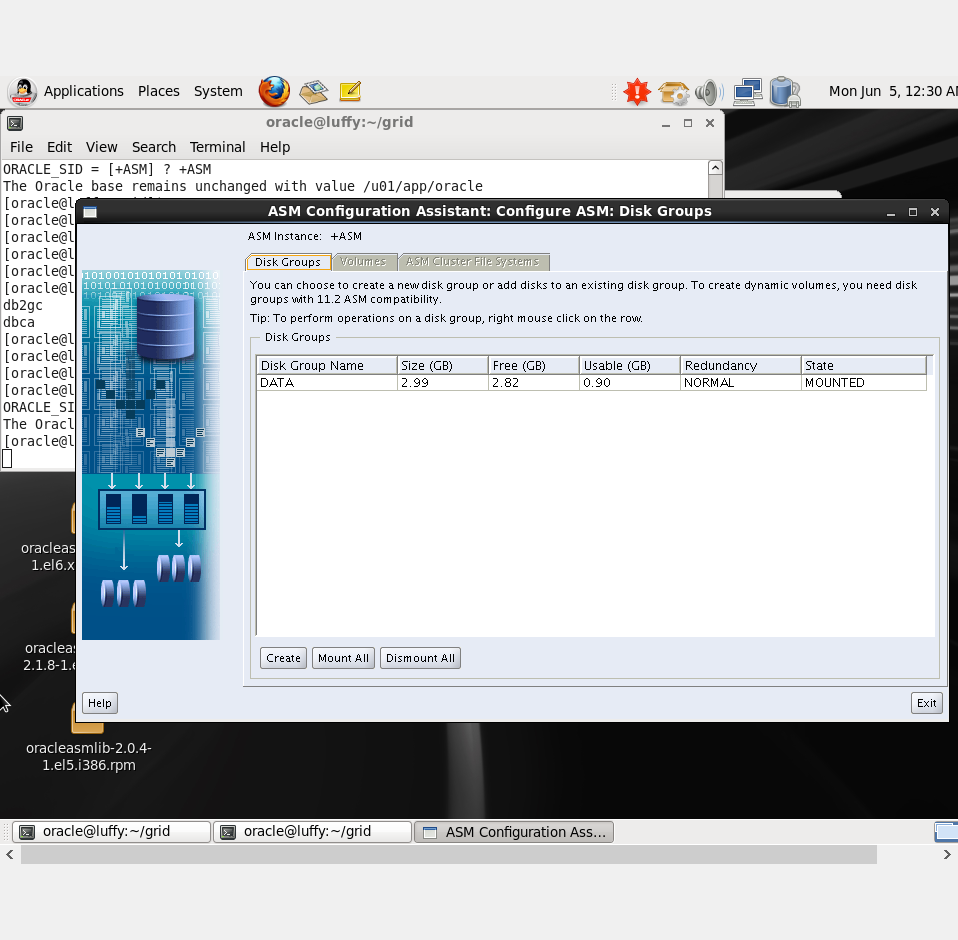 Applications Places System Mon Jun 5, 12:30 AM
oracle@luffy:~/grid
File Edit View Search Terminal Help
ORACLE_SID = [+ASM] ? +ASM
The Oracle base remains unchanged with value /u01/app/oracle
[oracle@l
[oracle@l
[oracle@l
[oracle@l
[oracle@l
[oracle@l
db2gc
dbca
[oracle@l
[oracle@l
[oracle@l
[oracle@l
ORACLE_SI
The Oracl
[oracle@l
ASM Configuration Assistant: Configure ASM: Disk Groups
ASM Instance: +ASM
Disk Groups Volumes ASM Cluster File Systems
You can choose to create a new disk group or add disks to an existing disk group. To create dynamic volumes, you need disk
groups with 11.2 ASM compatibility.
Tip: To perform operations on a disk group, right mouse click on the row.
Disk Groups
Disk Group Name Size (GB) Free (GB) Usable (GB) Redundancy State
DATA 2.99 2.82 0.90 NORMAL MOUNTED
Create Mount All Dismount All
Help Exit
oracleas
1.el6.x
oracleas
2.1.8-1.e
oracleasmlib-2.0.4-
1.el5.i386.rpm
oracle@luffy:~/grid oracle@luffy:~/grid ASM Configuration Ass...